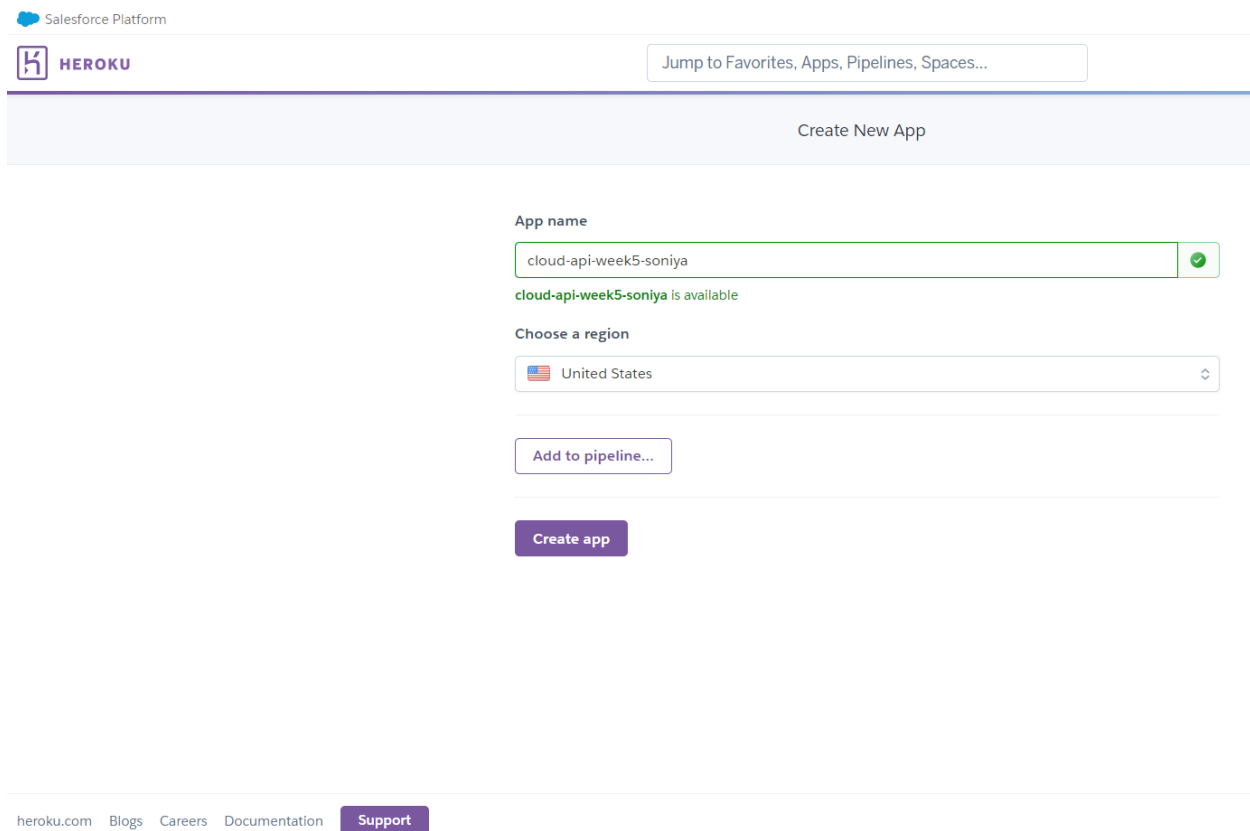 Salesforce Platform
HEROKU
Jump to Favorites, Apps, Pipelines, Spaces...
Create New App
App name
cloud-api-week5-soniya
cloud-api-week5-soniya is available
Choose a region
United States
Add to pipeline...
Create app
heroku.com Blogs Careers Documentation Support